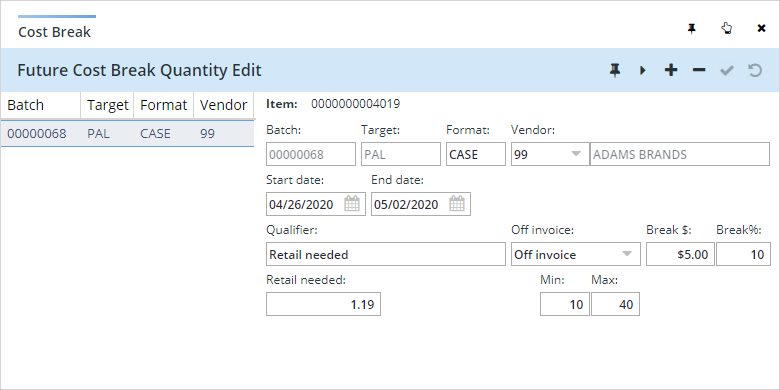 Cost Break
Future Cost Break Quantity Edit
Batch Target Format Vendor
00000068 PAL CASE 99
Item: 0000000004019
Batch: Target: Format: Vendor:
00000068 PAL CASE 99 ADAMS BRANDS
Start date: End date:
04/26/2020 05/02/2020
Qualifier: Off invoice: Break $: Break%:
Retail needed Off invoice $5.00 10
Retail needed: Min: Max:
1.19 10 40